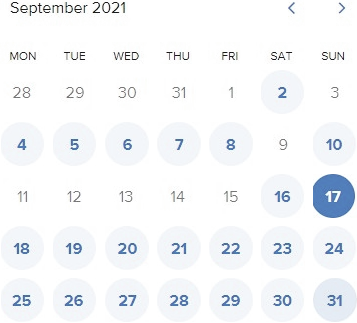 September 2021
MON TUE WED THU FRI SAT SUN
28 29 30 31 1 2 3
4 5 6 7 8 9 10
11 12 13 14 15 16 17
18 19 20 21 22 23 24
25 26 27 28 29 30 31